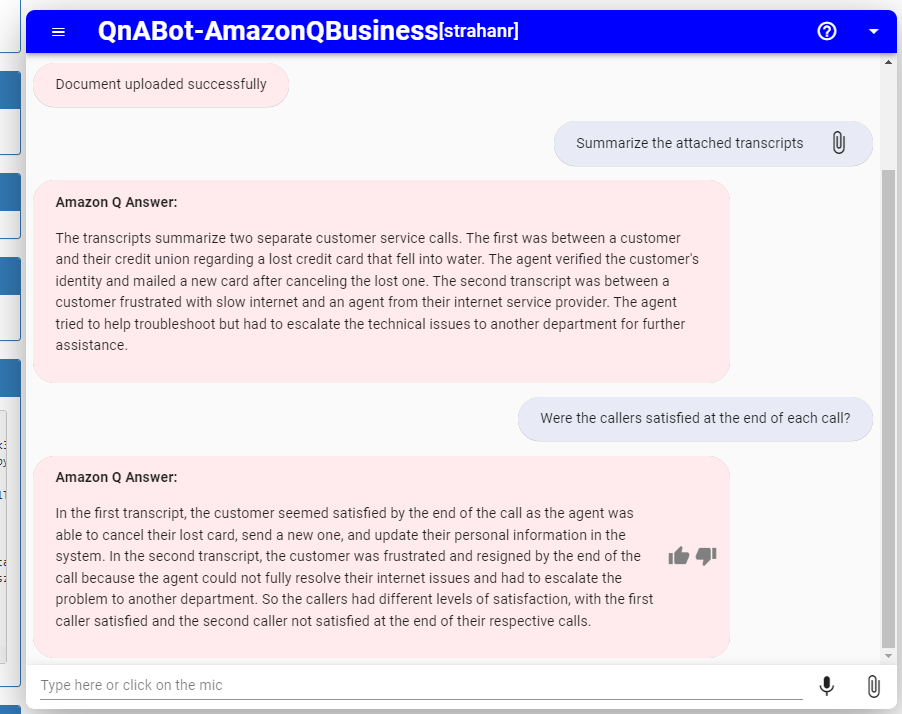 QnABot-AmazonQBusiness[strahanr]
Document uploaded successfully
Summarize the attached transcripts
Amazon Q Answer:
The transcripts summarize two separate customer service calls. The first was between a customer
and their credit union regarding a lost credit card that fell into water. The agent verified the customer's
identity and mailed a new card after canceling the lost one. The second transcript was between a
customer frustrated with slow internet and an agent from their internet service provider. The agent
tried to help troubleshoot but had to escalate the technical issues to another department for further
assistance.
Were the callers satisfied at the end of each call?
Amazon Q Answer:
In the first transcript, the customer seemed satisfied by the end of the call as the agent was
able to cancel their lost card, send a new one, and update their personal information in the
system. In the second transcript, the customer was frustrated and resigned by the end of the
call because the agent could not fully resolve their internet issues and had to escalate the
problem to another department. So the callers had different levels of satisfaction, with the first
caller satisfied and the second caller not satisfied at the end of their respective calls.
Type here or click on the mic